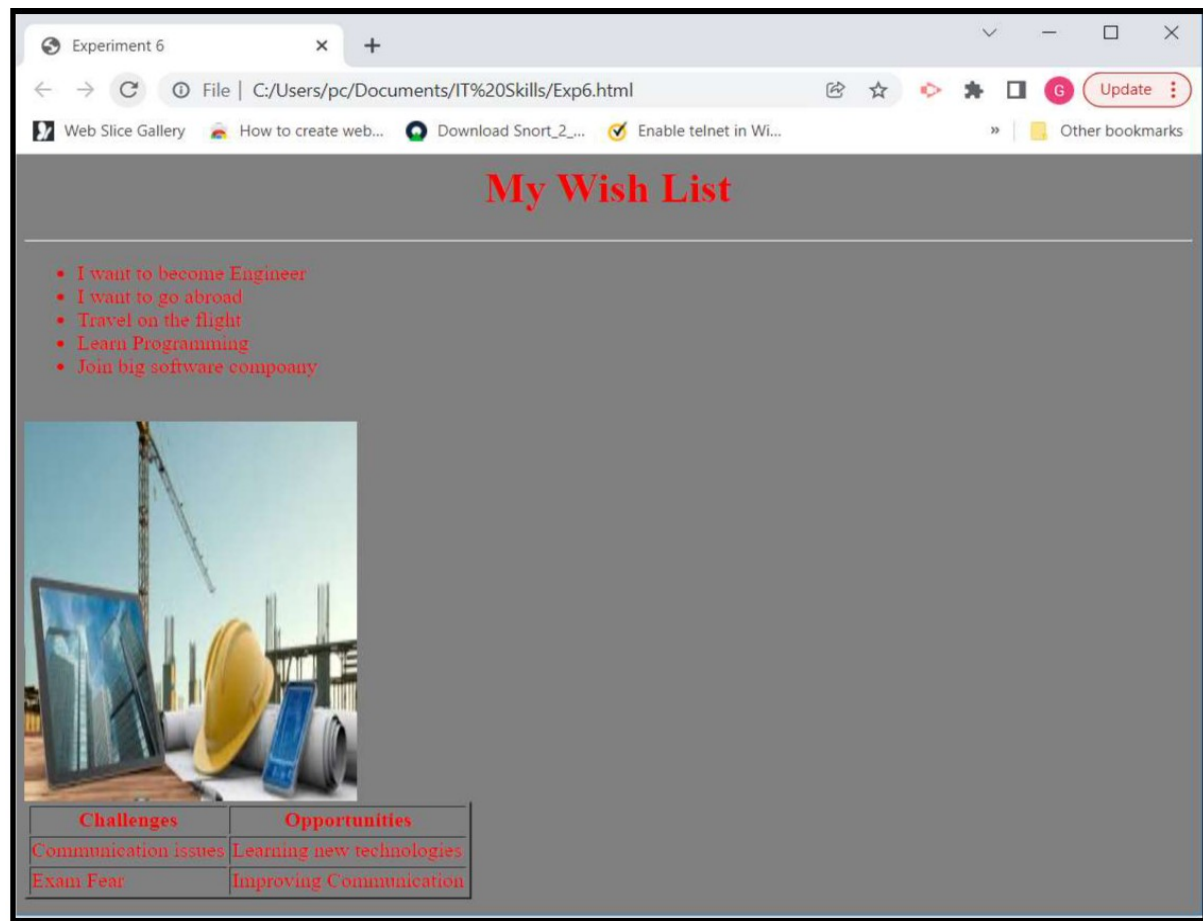 Experiment 6
File | C:/Users/pc/Documents/IT%20Skills/Exp6.html
G
Update
Web Slice Gallery How to create web... Download Snort_2_... Enable telnet in Wi... » Other bookmarks
My Wish List
• I want to become Engineer
• I want to go abroad
• Travel on the flight
• Learn Programming
• Join big software compoany
Challenges Opportunities
Communication issues Learning new technologies
Exam Fear Improving Communication